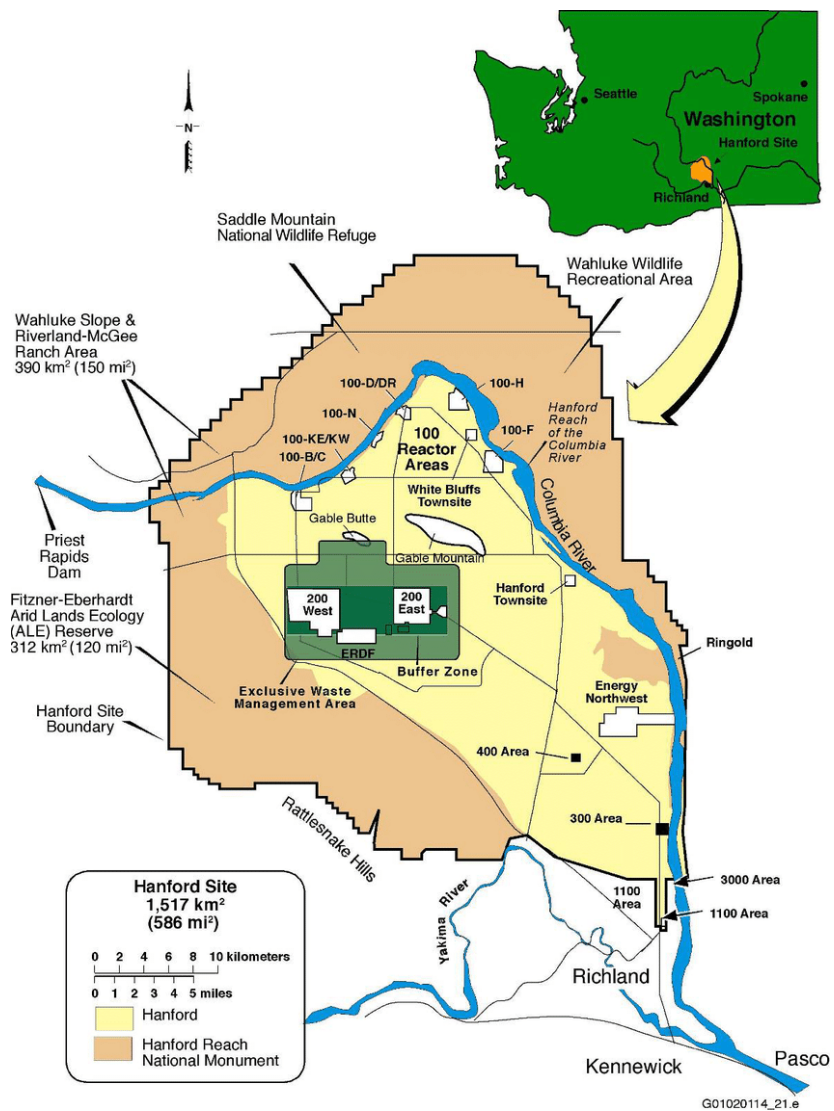 Seattle
Spokane
Washington
Hanford Site
Richland
N
Saddle Mountain
National Wildlife Refuge
Wahluke Wildlife
Recreational Area
Wahluke Slope &
Riverland-McGee
Ranch Area
390 km² (150 mi²)
100-D/DR
100-H
100-N
100-F
100-KE/KW
100-B/C
Hanford
Reach
of the
Columbia
River
100
Reactor
Areas
White Bluffs
Townsite
Columbia River
Priest
Rapids
Dam
Gable Butte
Gable Mountain
Fitzner-Eberhardt
Arid Lands Ecology
(ALE) Reserve
312 km² (120 mi²)
200
West
200
East
ERDF
Buffer Zone
Hanford
Townsite
Ringold
Exclusive Waste
Management Area
Energy
Northwest
Hanford Site
Boundary
400 Area
300 Area
Rattlesnake Hills
3000 Area
1100
Area
1100 Area
Yakima River
Richland
Kennewick
Pasco
Hanford Site
1,517 km²
(586 mi²)
0 2 4 6 8 10 kilometers
0 1 2 3 4 5 miles
Hanford
Hanford Reach
National Monument
G01020114_21.e